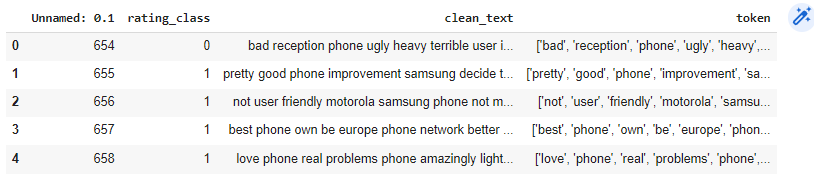 Unnamed: 0.1 rating_class clean_text token
0 654 0 bad reception phone ugly heavy terrible user i... ['bad', 'reception', 'phone', 'ugly', 'heavy',...
1 655 1 pretty good phone improvement samsung decide t... ['pretty', 'good', 'phone', 'improvement', 'sa...
2 656 1 not user friendly motorola samsung phone not m... ['not', 'user', 'friendly', 'motorola', 'samsu...
3 657 1 best phone own be europe phone network better ... ['best', 'phone', 'own', 'be', 'europe', 'phon...
4 658 1 love phone real problems phone amazingly light... ['love', 'phone', 'real', 'problems', 'phone',...